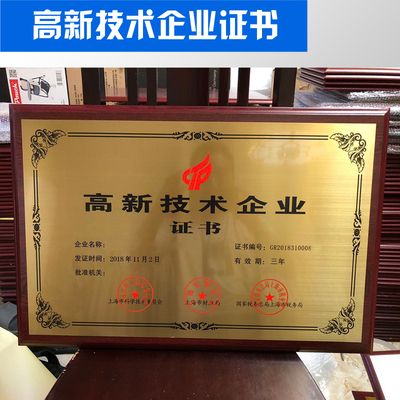 高新技术企业证书
高新技术企业
证书
企业名称：
证书编号：GR2018310008
发证时间：2018年11月2日
有效期：三年
批准机关：
上海市科学技术委员会
上海市财政局
国家税务总局上海市税务局